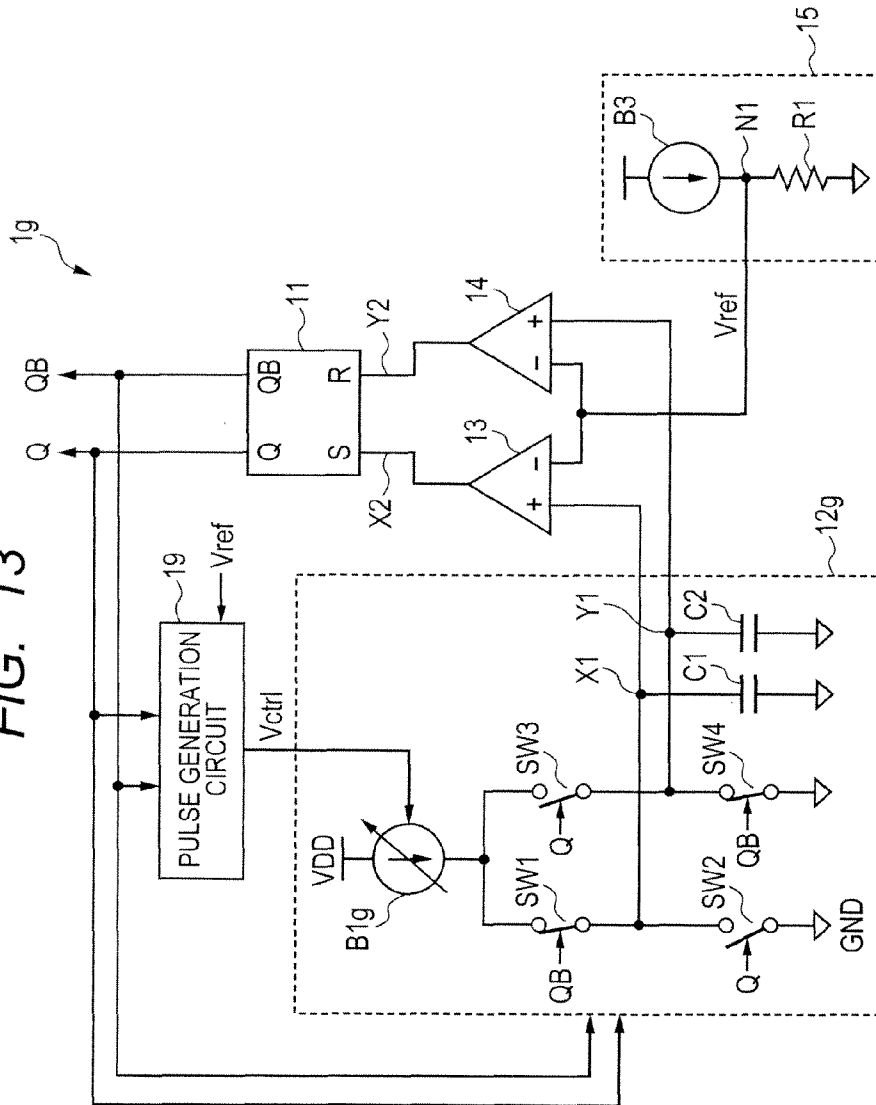 FIG. 13
1g
Q
QB
19
PULSE GENERATION
CIRCUIT
Vref
Vctrl
11
Q
QB
S
R
X2
Y2
13
14
+
-
-
+
Vref
15
B3
N1
R1
12g
VDD
B1g
SW1
QB
SW3
Q
SW2
Q
SW4
QB
GND
X1
Y1
C1
C2